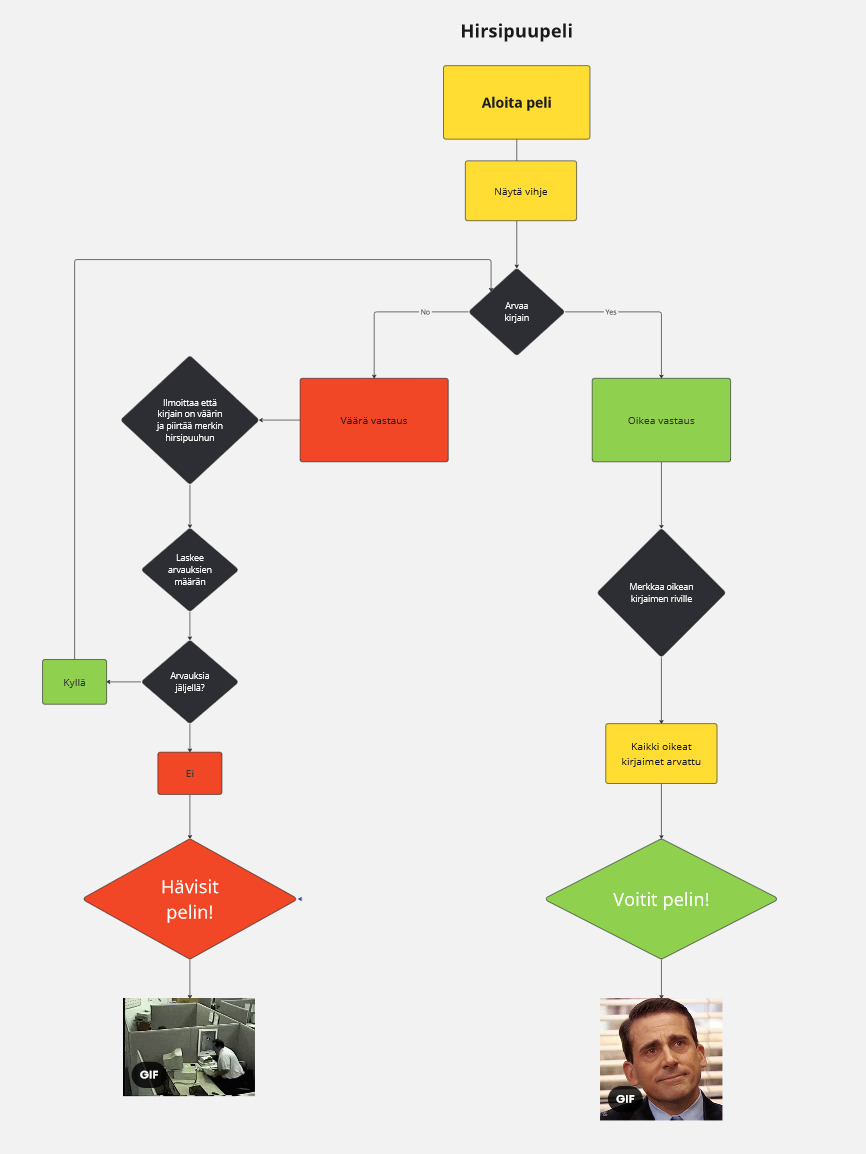 Hirsipuupeli
Aloita peli
Näytä vihje
Arvaa
kirjain
No
Yes
Ilmoittaa että
kirjain on väärin
ja piirtää merkin
hirsipuuhun
Väärä vastaus
Oikea vastaus
Laskee
arvauksien
määrän
Merkkaa oikean
kirjaimen riville
Kyllä
Arvauksia
jäljellä?
Ei
Kaikki oikeat
kirjaimet arvattu
Hävisit
pelin!
Voitit pelin!
GIF
GIF